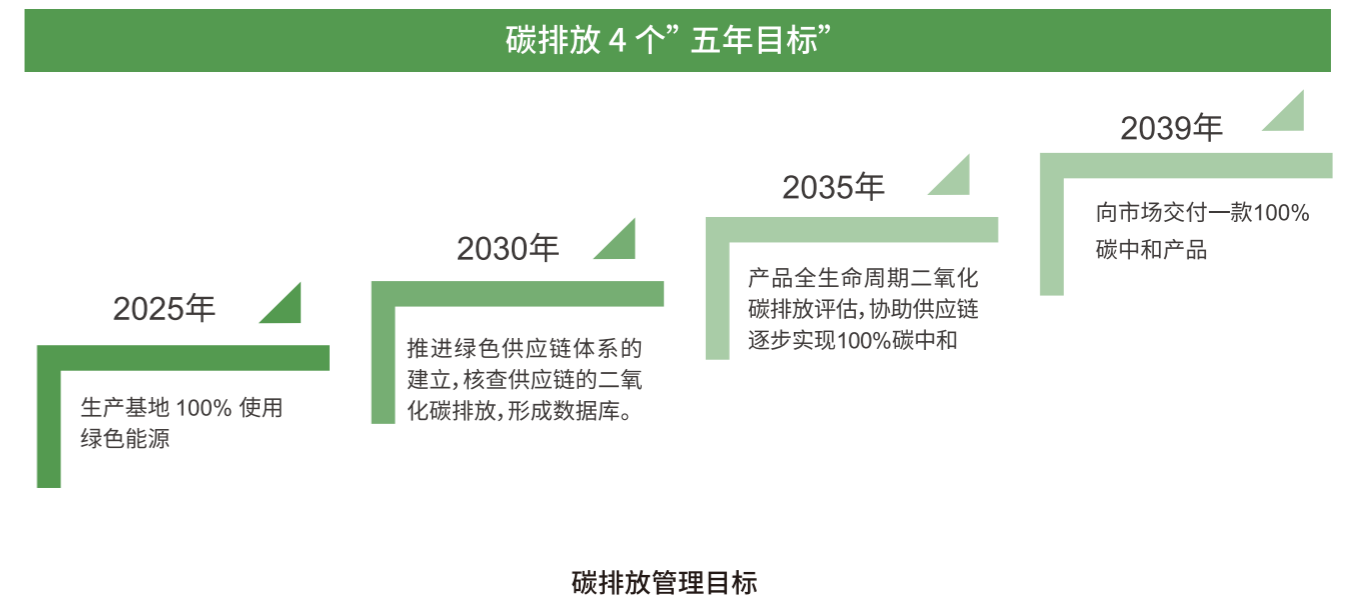 碳排放 4 个” 五年目标”
2025年
生产基地 100% 使用
绿色能源
2030年
推进绿色供应链体系的
建立，核查供应链的二氧
化碳排放，形成数据库。
2035年
产品全生命周期二氧化
碳排放评估，协助供应链
逐步实现100%碳中和
2039年
向市场交付一款100%
碳中和产品
碳排放管理目标